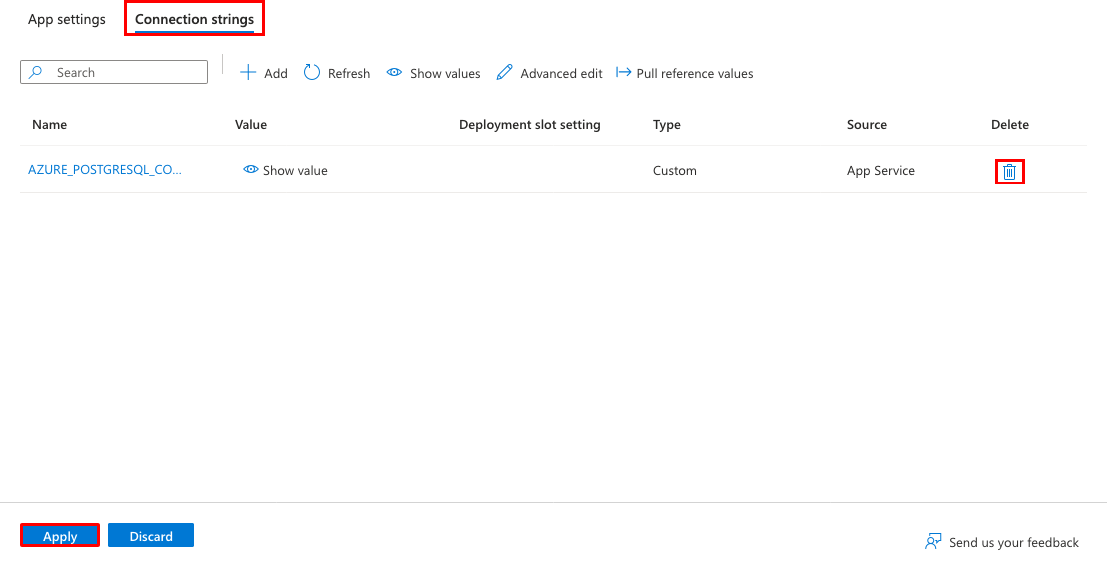 App settings Connection strings
Search Add Refresh Show values Advanced edit Pull reference values
Name Value Deployment slot setting Type Source Delete
AZURE_POSTGRESQL_CO... Show value Custom App Service
Apply Discard Send us your feedback